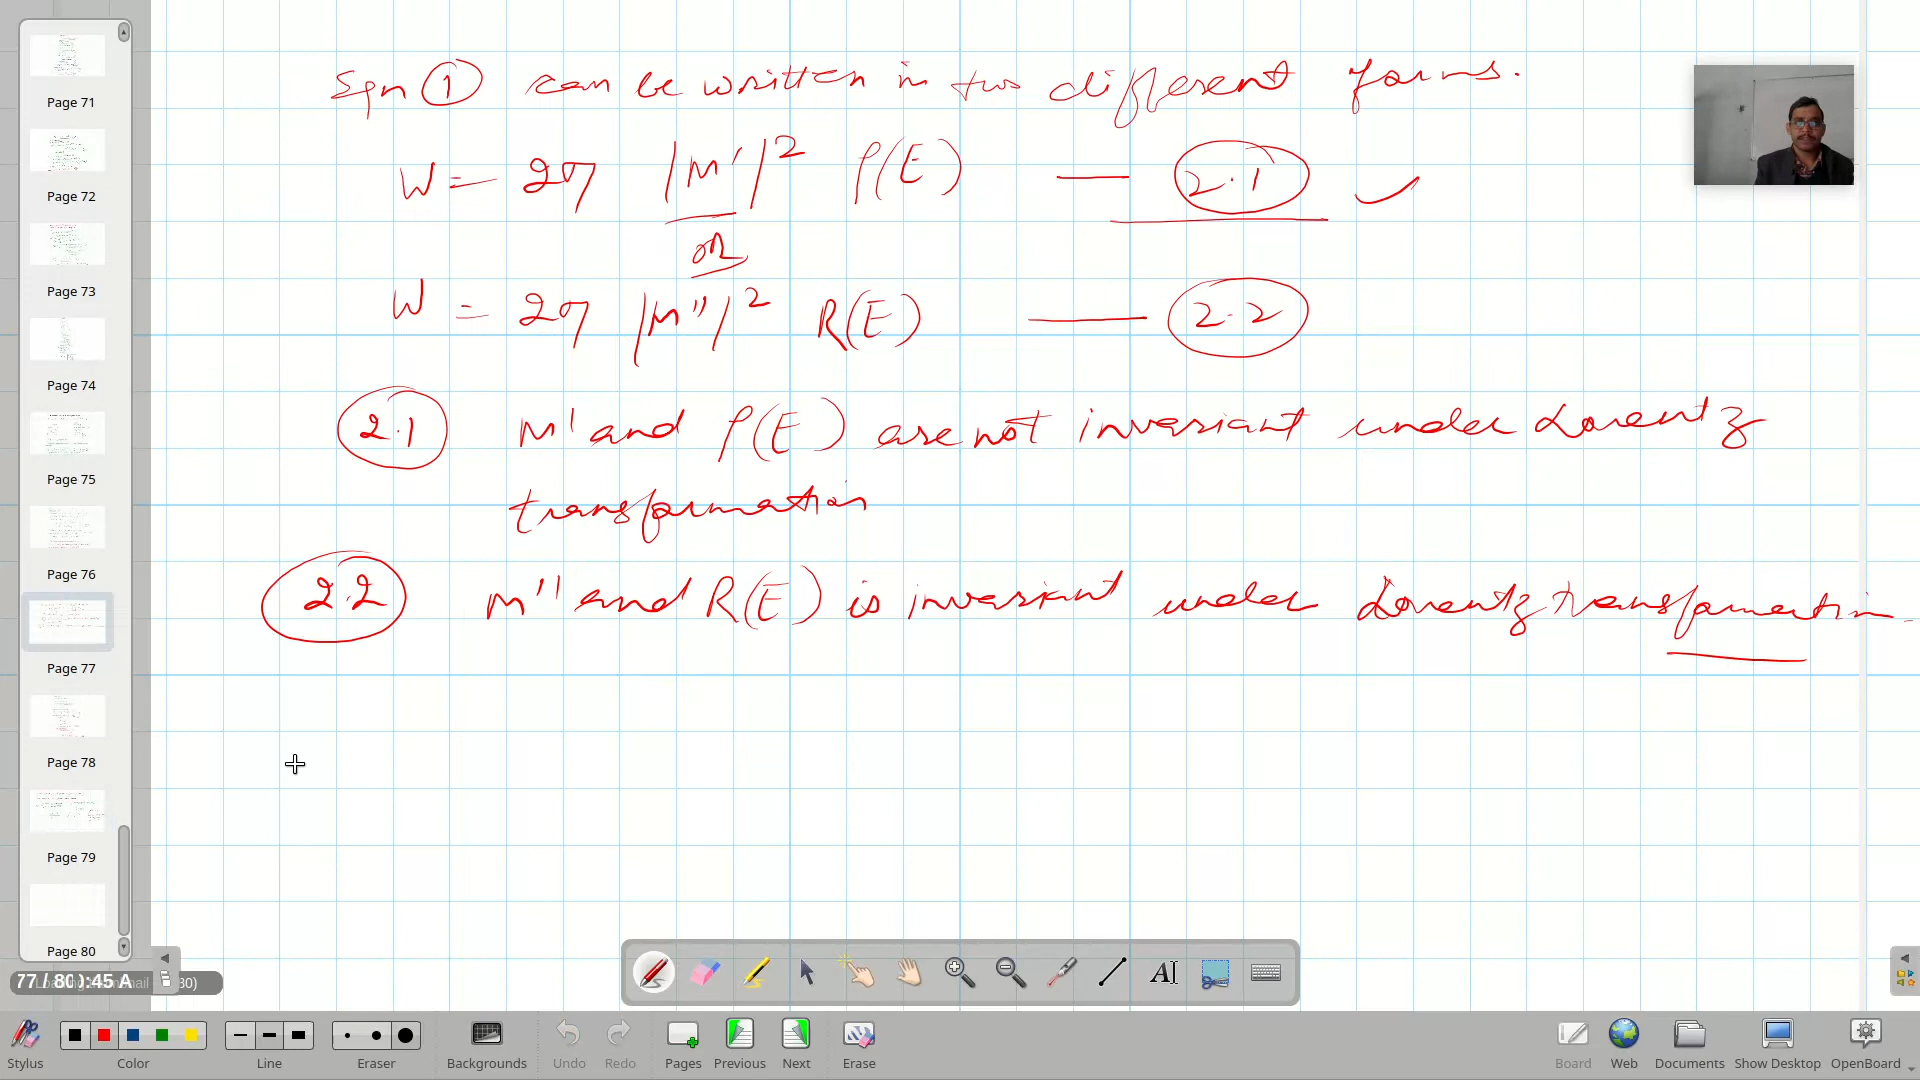 Eqn ① can be written in two different forms.
W = 2π |M'|² ρ(E) — 2.1 ✓
or
W = 2π |M''|² R(E) — 2.2
2.1 M' and ρ(E) are not invariant under Lorentz
transformation
2.2 M'' and R(E) is invariant under Lorentz transformation.
Page 71
Page 72
Page 73
Page 74
Page 75
Page 76
Page 77
Page 78
Page 79
Page 80
77 / 80
:45 A
Stylus
Color
Line
Eraser
Backgrounds
Undo
Redo
Pages
Previous
Next
Erase
Board
Web
Documents
Show Desktop
OpenBoard